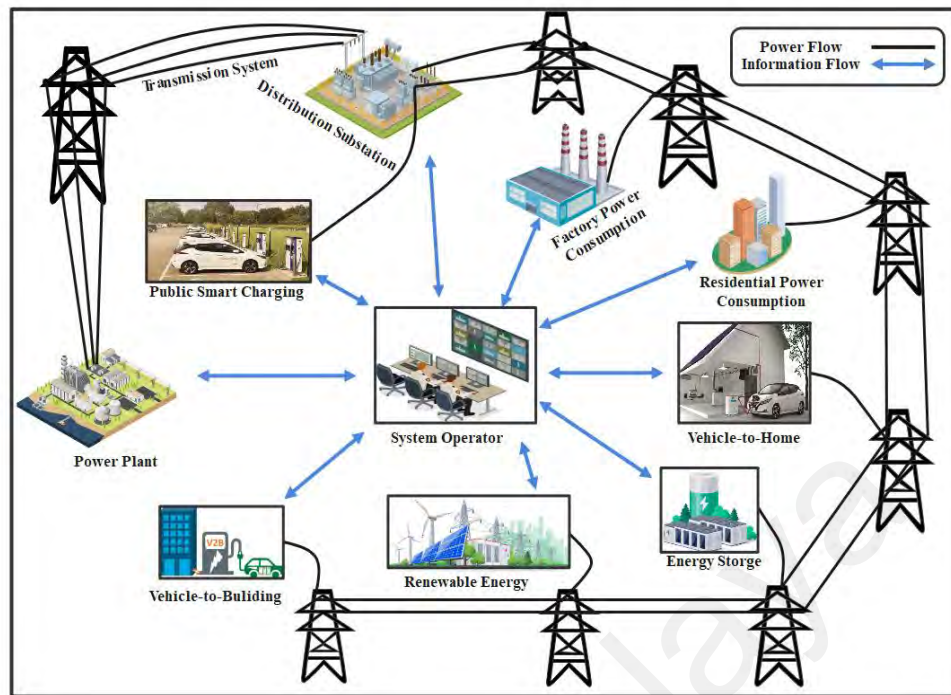 Power Flow
Information Flow
Transmission System
Distribution Substation
Factory Power
Consumption
Public Smart Charging
Residential Power
Consumption
System Operator
Vehicle-to-Home
Power Plant
V2B
Vehicle-to-Buliding
Renewable Energy
Energy Storge
laya